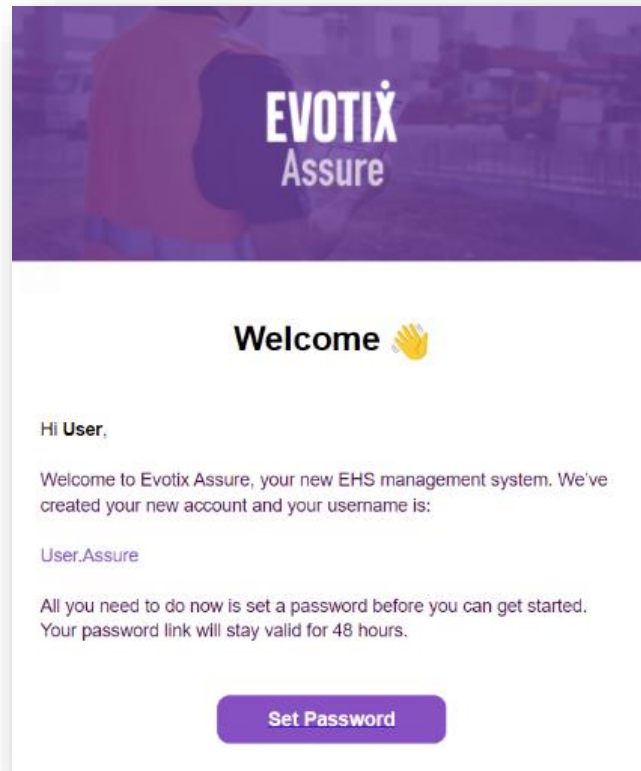 EVOTIX
Assure
Welcome 👋
Hi User,
Welcome to Evotix Assure, your new EHS management system. We've
created your new account and your username is:
User.Assure
All you need to do now is set a password before you can get started.
Your password link will stay valid for 48 hours.
Set Password